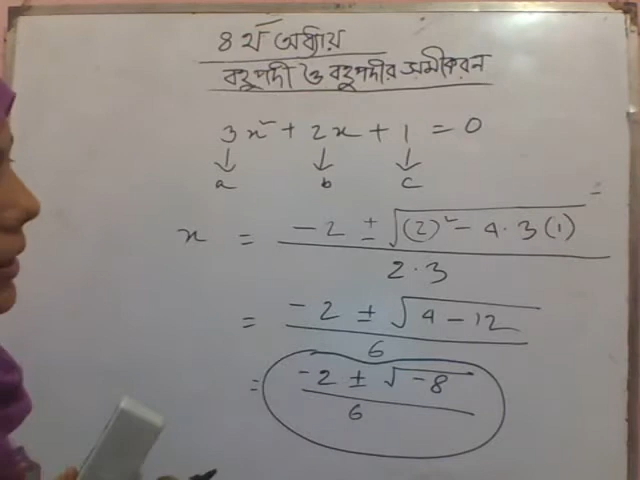 ৪র্থ অধ্যায়
বহুপদী ও বহুপদীর সমীকরন
3x² + 2x + 1 = 0
↓ ↓ ↓
a b c
x = (-2 ± √((2)² - 4·3(1))) / (2·3) =
= (-2 ± √(4 - 12)) / 6
= (-2 ± √(-8)) / 6